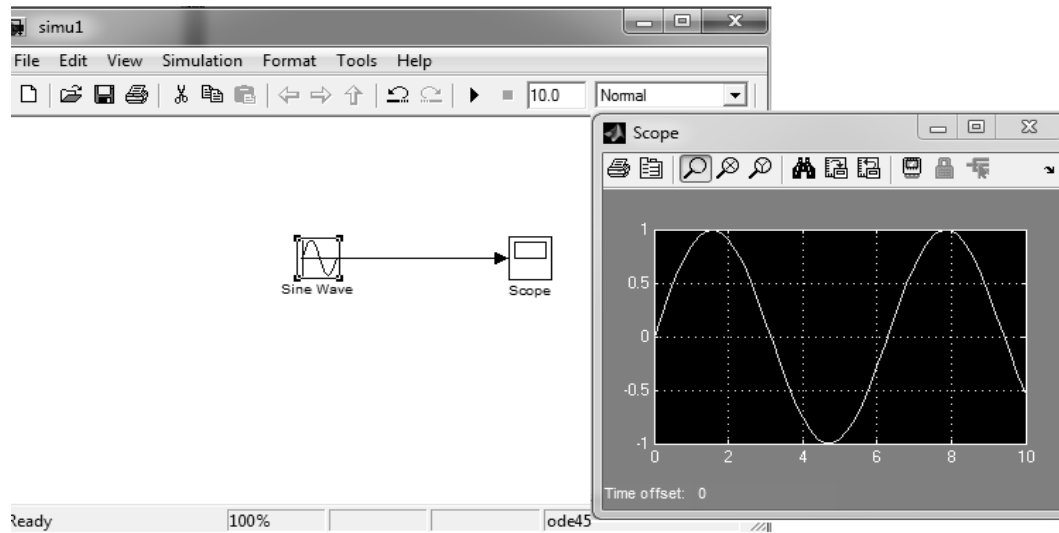 simu1
File Edit View Simulation Format Tools Help
10.0 Normal
Scope
Sine Wave
Scope
1
0.5
0
-0.5
-1
0 2 4 6 8 10
Time offset: 0
Ready 100% ode45